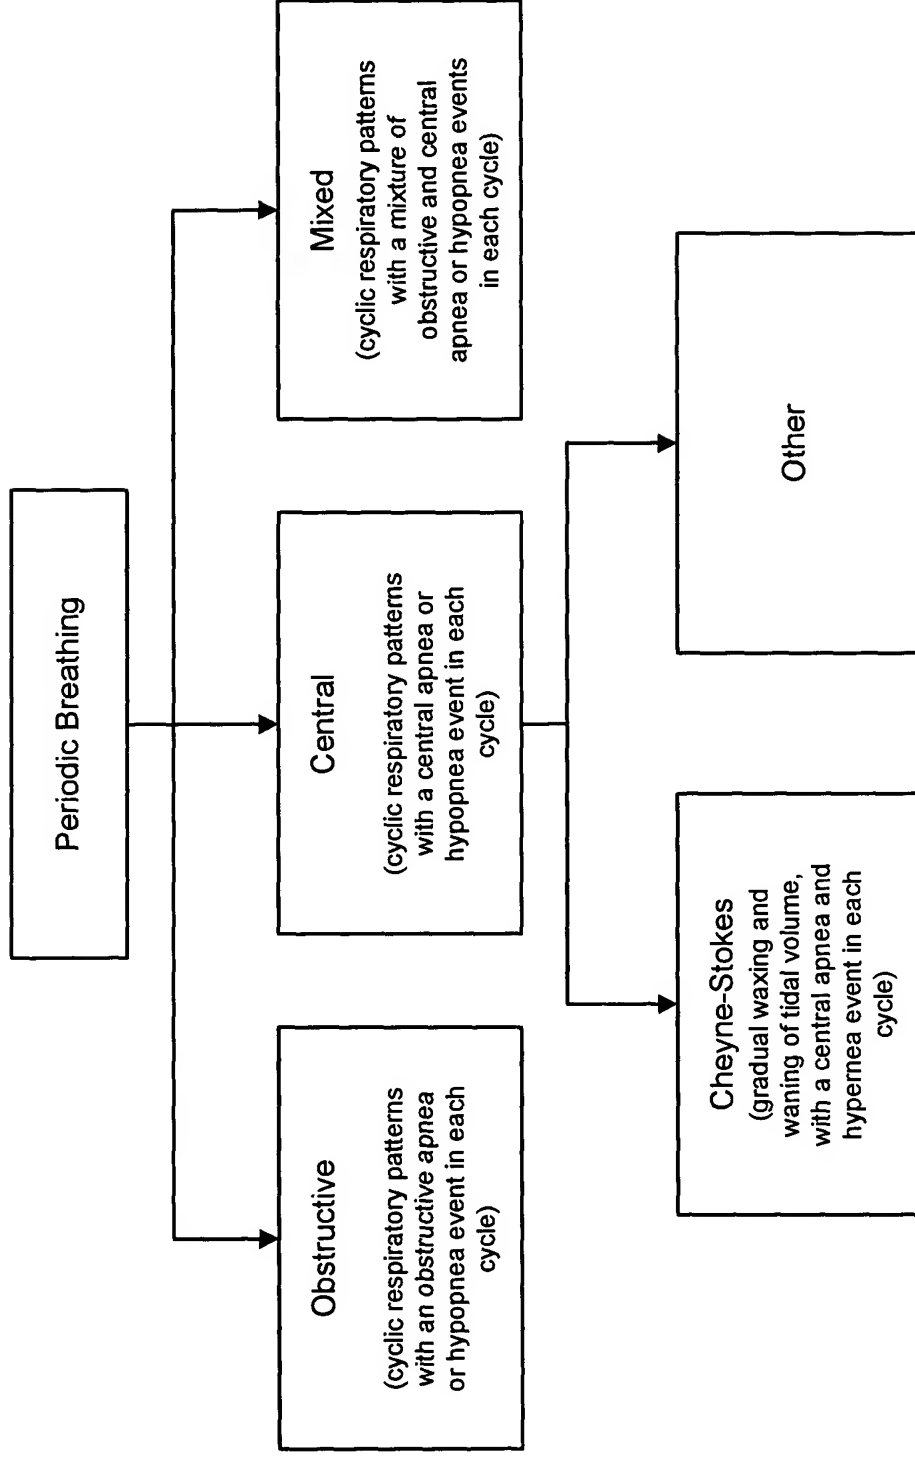 Periodic Breathing
Obstructive
(cyclic respiratory patterns
with an obstructive apnea
or hypopnea event in each
cycle)
Central
(cyclic respiratory patterns
with a central apnea or
hypopnea event in each
cycle)
Mixed
(cyclic respiratory patterns
with a mixture of
obstructive and central
apnea or hypopnea events
in each cycle)
Cheyne-Stokes
(gradual waxing and
waning of tidal volume,
with a central apnea and
hypernea event in each
cycle)
Other